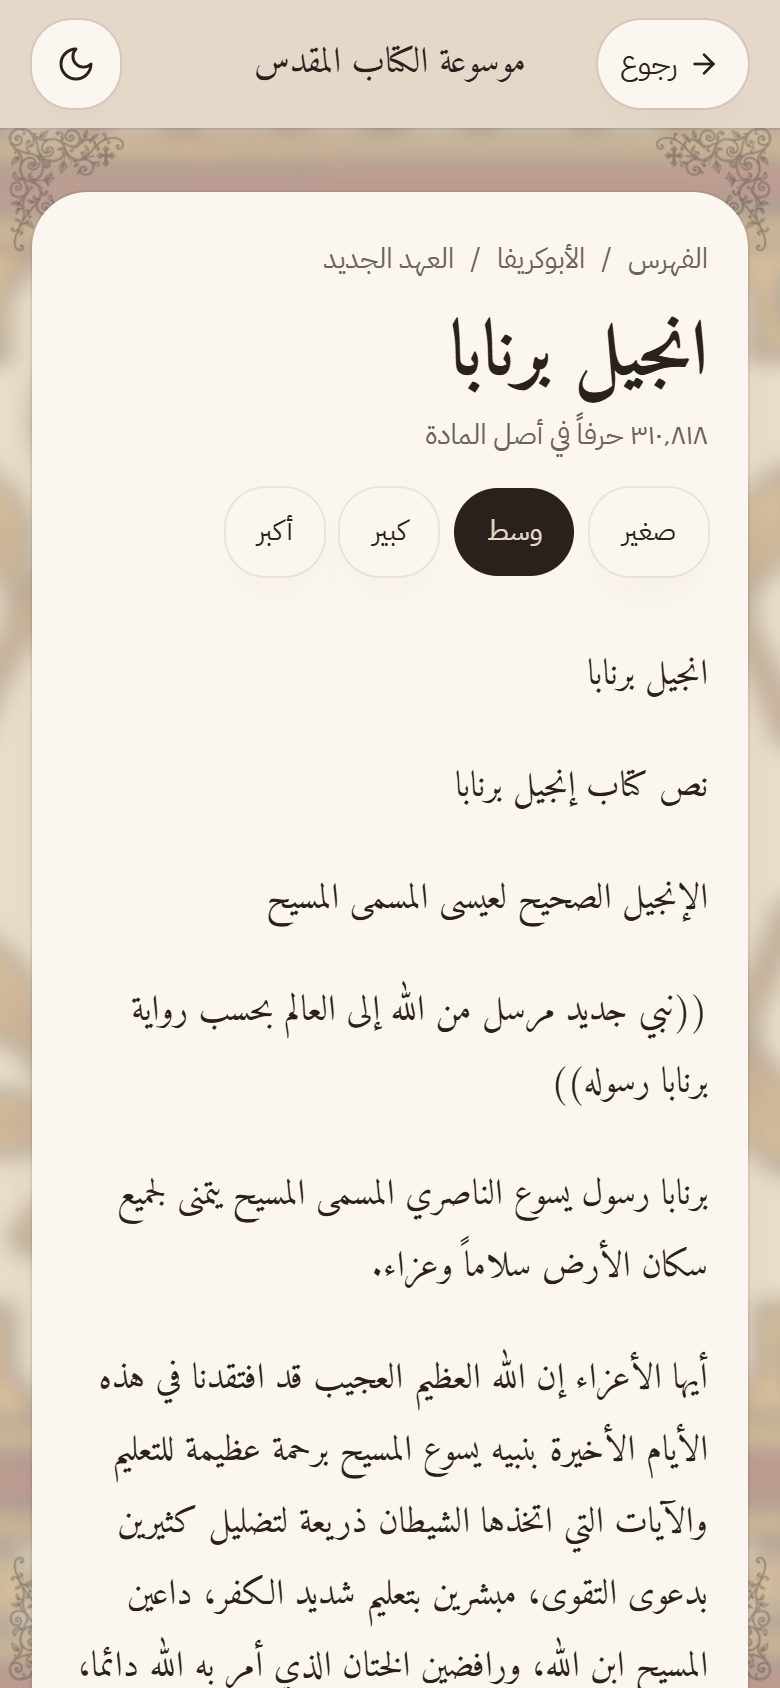 رجوع
موسوعة الكتاب المقدس
الفهرس / الأبوكريفا / العهد الجديد
انجيل برنابا
٣١٠,٨١٨ حرفاً في أصل المادة
صغير وسط كبير أكبر
انجيل برنابا
نص كتاب إنجيل برنابا
الإنجيل الصحيح لعيسى المسمى المسيح
((نبي جديد مرسل من الله إلى العالم بحسب رواية
برنابا رسوله))
برنابا رسول يسوع الناصري المسمى المسيح يتمنى لجميع
سكان الأرض سلاماً وعزاء.
أيها الأعزاء إن الله العظيم العجيب قد افتقدنا في هذه
الأيام الأخيرة بنبيه يسوع المسيح برحمة عظيمة للتعليم
والآيات التي اتخذها الشيطان ذريعة لتضليل كثيرين
بدعوى التقوى، مبشرين بتعليم شديد الكفر، داعين
المسيح ابن الله، ورافضين الختان الذي أمر به الله دائما،